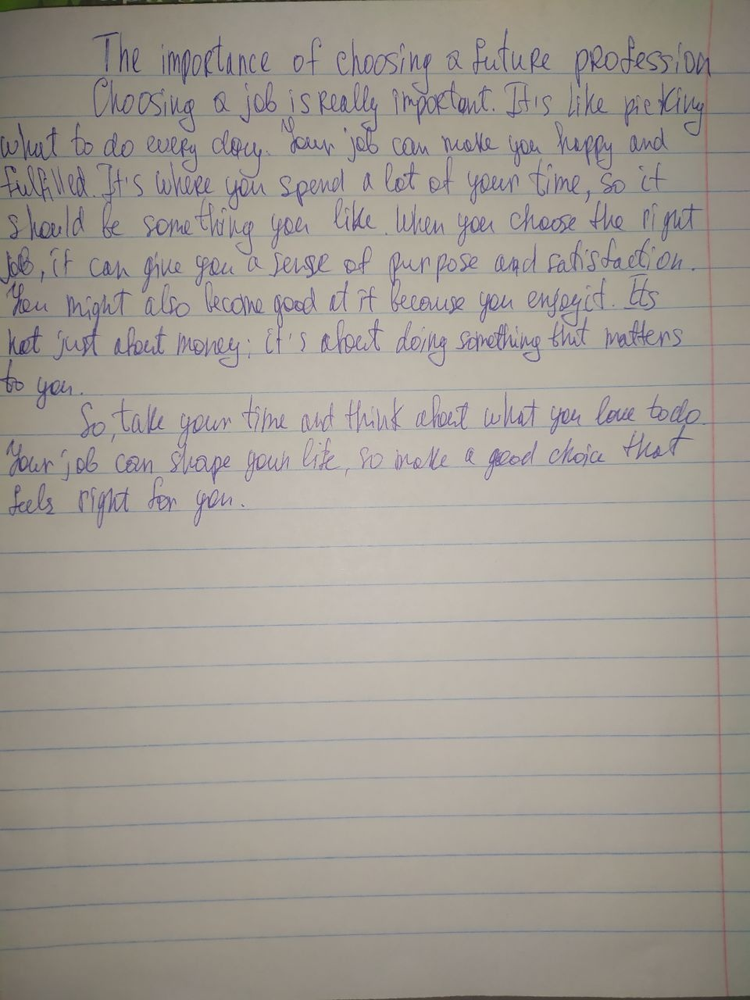 The importance of choosing a future profession
Choosing a job is really important. It's like picking
what to do every day. Your job can make you happy and
fulfilled. It's where you spend a lot of your time, so it
should be something you like. When you choose the right
job, it can give you a sense of purpose and satisfaction.
You might also become good at it because you enjoy it. Its
not just about money; it's about doing something that matters
to you.
So, take your time and think about what you love to do.
Your job can shape your life, so make a good choice that
feels right for you.